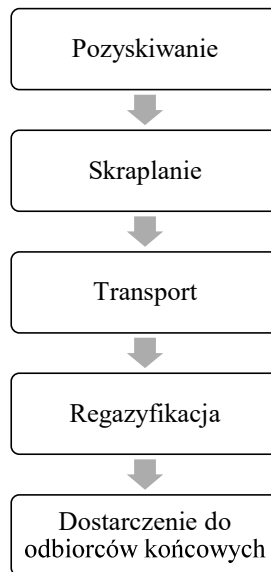 Pozyskiwanie
Skraplanie
Transport
Regazyfikacja
Dostarczenie do
odbiorców końcowych